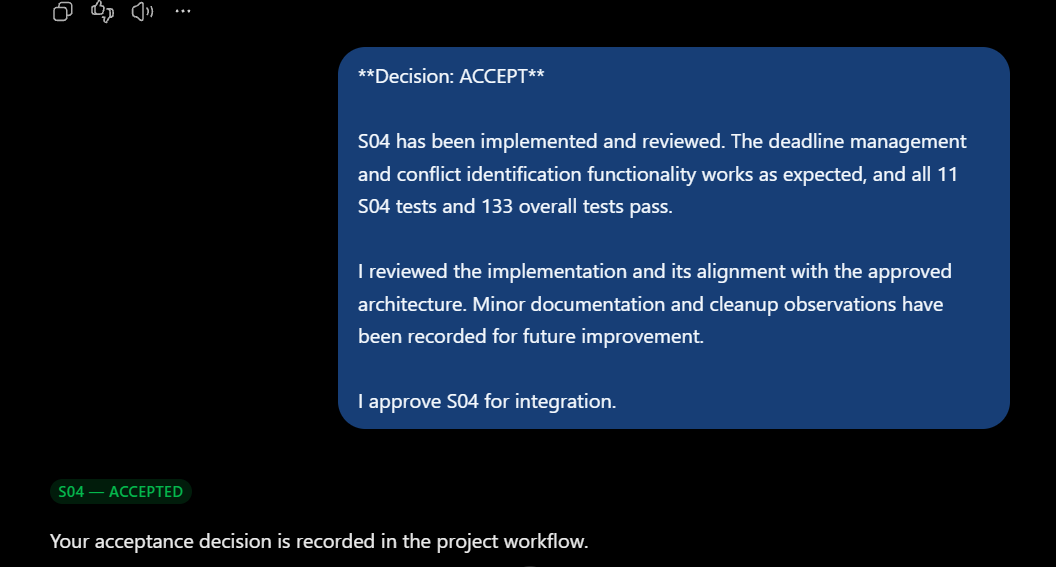 **Decision: ACCEPT**
S04 has been implemented and reviewed. The deadline management
and conflict identification functionality works as expected, and all 11
S04 tests and 133 overall tests pass.
I reviewed the implementation and its alignment with the approved
architecture. Minor documentation and cleanup observations have
been recorded for future improvement.
I approve S04 for integration.
S04 — ACCEPTED
Your acceptance decision is recorded in the project workflow.